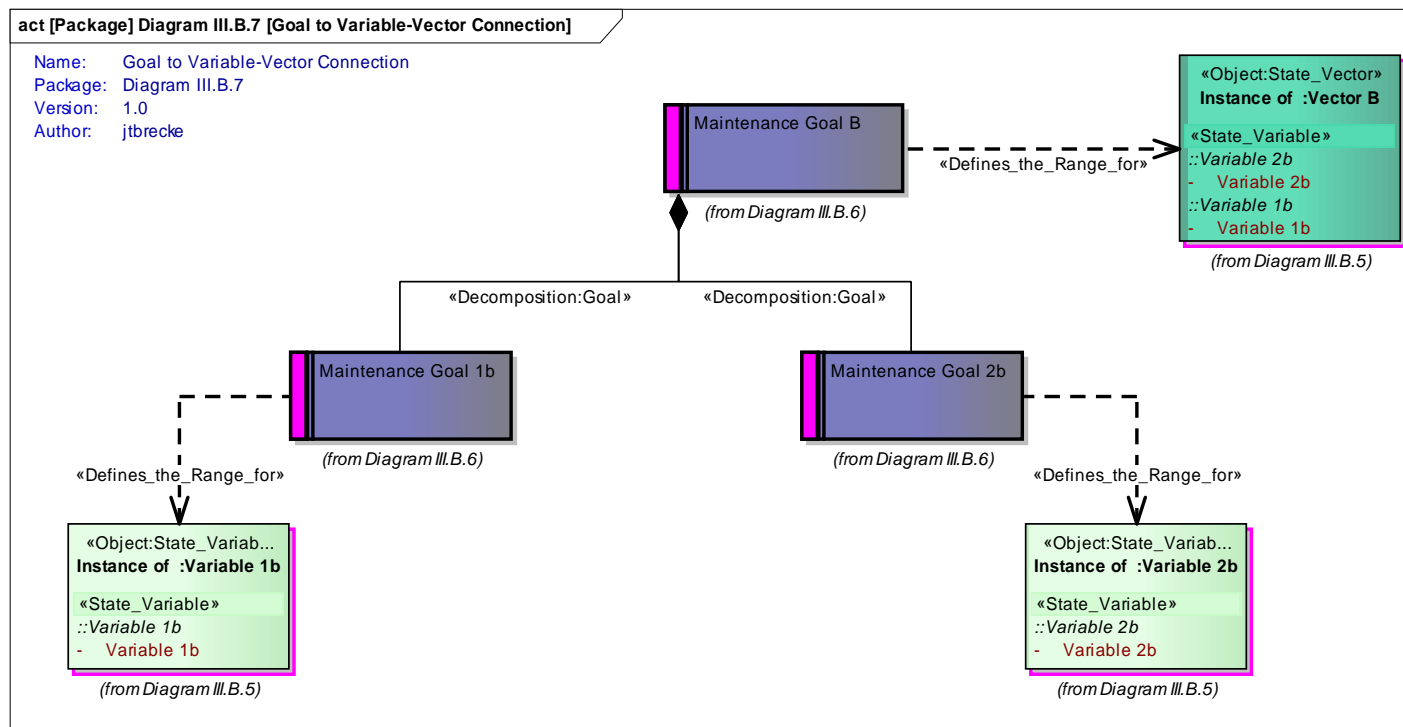 act [Package] Diagram III.B.7 [Goal to Variable-Vector Connection]
Name: Goal to Variable-Vector Connection
Package: Diagram III.B.7
Version: 1.0
Author: jtbrecke
Maintenance Goal B
(from Diagram III.B.6)
«Defines_the_Range_for»
«Object:State_Vector»
Instance of :Vector B
«State_Variable»
::Variable 2b
- Variable 2b
::Variable 1b
- Variable 1b
(from Diagram III.B.5)
«Decomposition:Goal»
«Decomposition:Goal»
Maintenance Goal 1b
(from Diagram III.B.6)
Maintenance Goal 2b
(from Diagram III.B.6)
«Defines_the_Range_for»
«Defines_the_Range_for»
«Object:State_Variab...
Instance of :Variable 1b
«State_Variable»
::Variable 1b
- Variable 1b
(from Diagram III.B.5)
«Object:State_Variab...
Instance of :Variable 2b
«State_Variable»
::Variable 2b
- Variable 2b
(from Diagram III.B.5)